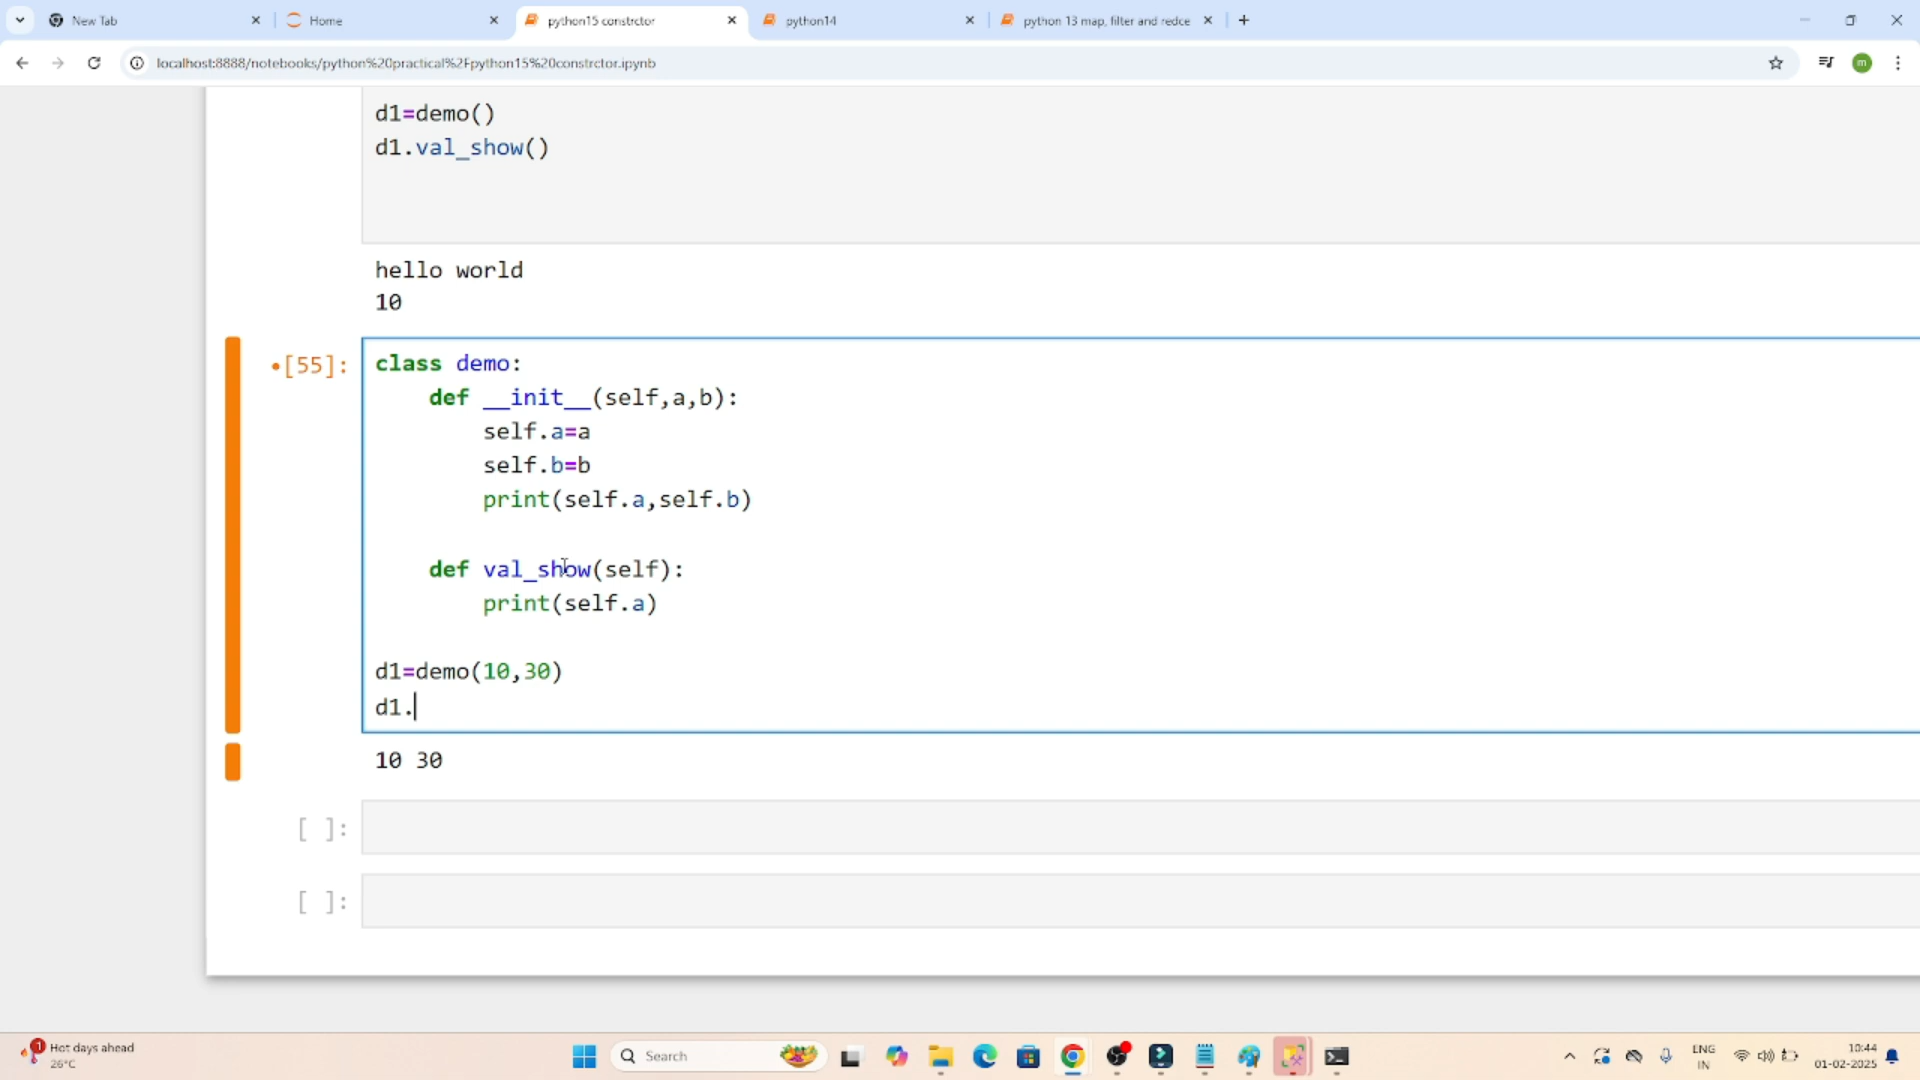 New Tab
Home
python15 constrctor
python14
python 13 map, filter and redce
localhost:8888/notebooks/python%20practical%2Fpython15%20constrctor.ipynb
m
d1=demo()
d1.val_show()
hello world
10
[55]:
class demo:
def __init__(self,a,b):
self.a=a
self.b=b
print(self.a,self.b)
def val_show(self):
print(self.a)
d1=demo(10,30)
d1.
10 30
[ ]:
[ ]:
1
Hot days ahead
26°C
Search
ENG
IN
10:44
01-02-2025